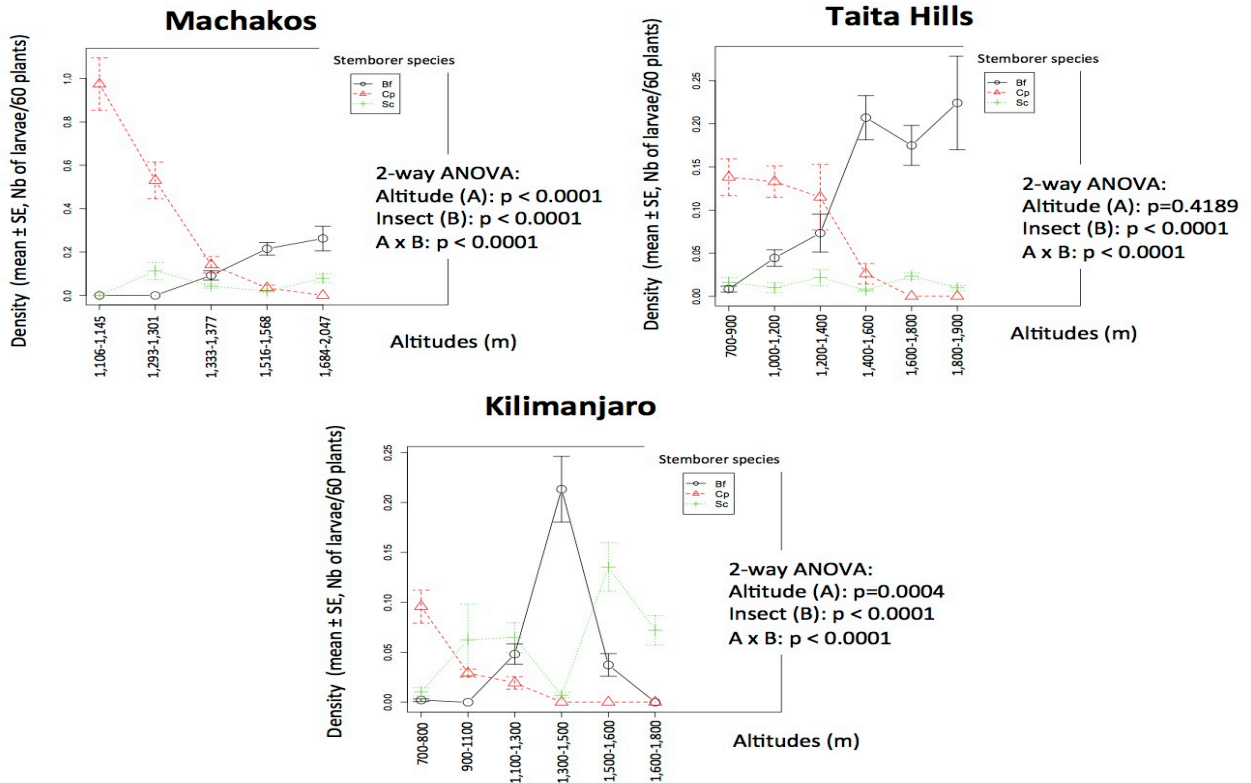 Machakos
Density (mean ± SE, Nb of larvae/60 plants)
1.0
0.8
0.6
0.4
0.2
0.0
Stemborer species
Bf
Cp
Sc
2-way ANOVA:
Altitude (A): p < 0.0001
Insect (B): p < 0.0001
A x B: p < 0.0001
1,106-1,145
1,293-1,301
1,333-1,377
1,516-1,568
1,684-2,047
Altitudes (m)
Taita Hills
Density (mean ± SE, Nb of larvae/60 plants)
0.25
0.20
0.15
0.10
0.05
0.00
Stemborer species
Bf
Cp
Sc
2-way ANOVA:
Altitude (A): p=0.4189
Insect (B): p < 0.0001
A x B: p < 0.0001
700-900
1,000-1,200
1,200-1,400
1,400-1,600
1,600-1,800
1,800-1,900
Altitudes (m)
Kilimanjaro
Density (mean ± SE, Nb of larvae/60 plants)
0.25
0.20
0.15
0.10
0.05
0.00
Stemborer species
Bf
Cp
Sc
2-way ANOVA:
Altitude (A): p=0.0004
Insect (B): p < 0.0001
A x B: p < 0.0001
700-800
900-1100
1,100-1,300
1,300-1,500
1,500-1,600
1,600-1,800
Altitudes (m)